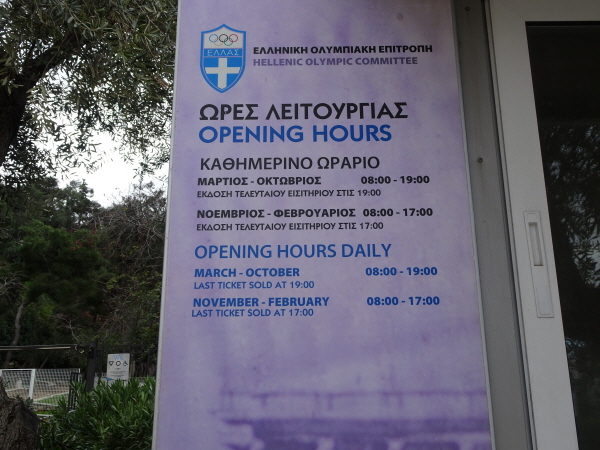 ΕΛΛΑΣ
ΕΛΛΗΝΙΚΗ ΟΛΥΜΠΙΑΚΗ ΕΠΙΤΡΟΠΗ
HELLENIC OLYMPIC COMMITTEE
ΩΡΕΣ ΛΕΙΤΟΥΡΓΙΑΣ
OPENING HOURS
ΚΑΘΗΜΕΡΙΝΟ ΩΡΑΡΙΟ
ΜΑΡΤΙΟΣ - ΟΚΤΩΒΡΙΟΣ 08:00 - 19:00
ΕΚΔΟΣΗ ΤΕΛΕΥΤΑΙΟΥ ΕΙΣΙΤΗΡΙΟΥ ΣΤΙΣ 19:00
ΝΟΕΜΒΡΙΟΣ - ΦΕΒΡΟΥΑΡΙΟΣ 08:00 - 17:00
ΕΚΔΟΣΗ ΤΕΛΕΥΤΑΙΟΥ ΕΙΣΙΤΗΡΙΟΥ ΣΤΙΣ 17:00
OPENING HOURS DAILY
MARCH - OCTOBER 08:00 - 19:00
LAST TICKET SOLD AT 19:00
NOVEMBER - FEBRUARY 08:00 - 17:00
LAST TICKET SOLD AT 17:00